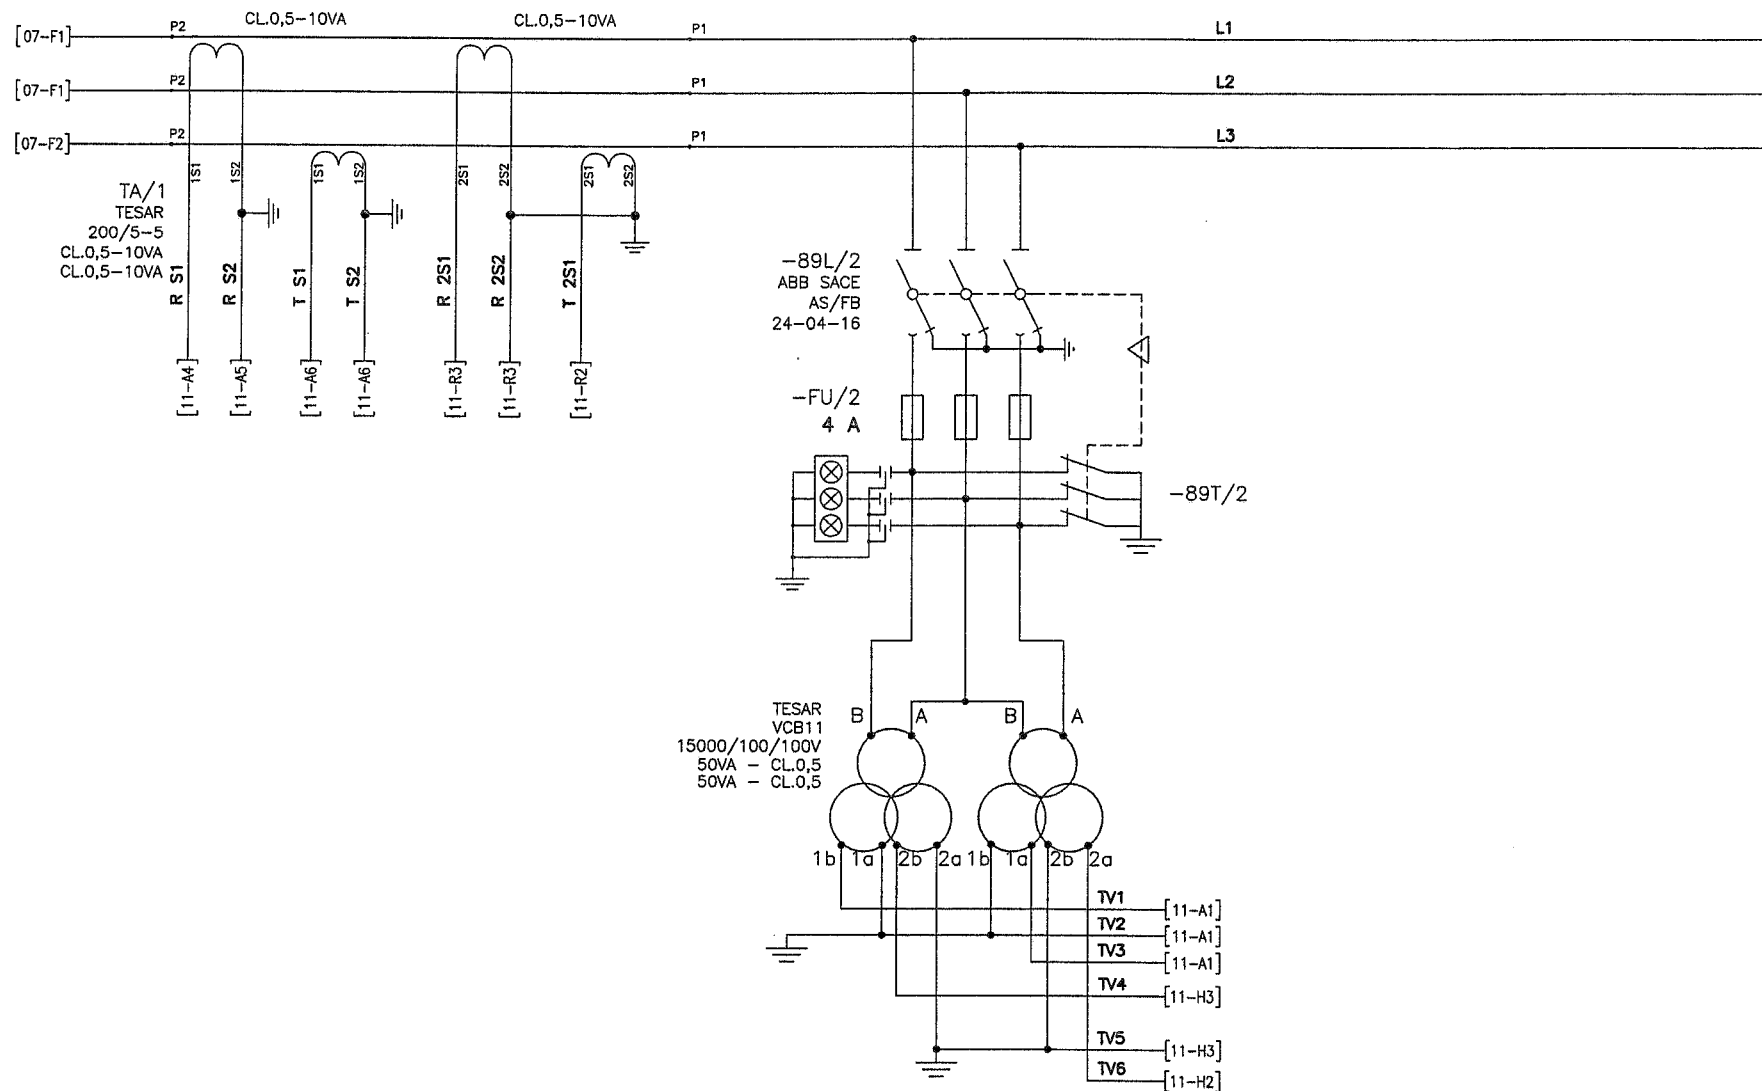 CL.0,5-10VA
CL.0,5-10VA
[07-F1]
P2
P1
L1
[07-F1]
P2
P1
L2
[07-F2]
P2
P1
L3
1S1
1S2
1S1
1S2
2S1
2S2
2S1
2S2
TA/1
TESAR
200/5-5
CL.0,5-10VA
CL.0,5-10VA
R S1
R S2
T S1
T S2
R 2S1
R 2S2
T 2S1
[11-A4]
[11-A5]
[11-A6]
[11-A6]
[11-R3]
[11-R3]
[11-R2]
-89L/2
ABB SACE
AS/FB
24-04-16
-FU/2
4 A
-89T/2
TESAR
VCB11
15000/100/100V
50VA - CL.0,5
50VA - CL.0,5
B
A
B
A
1b
1a
2b
2a
1b
1a
2b
2a
TV1
[11-A1]
TV2
[11-A1]
TV3
[11-A1]
TV4
[11-H3]
TV5
[11-H3]
TV6
[11-H2]